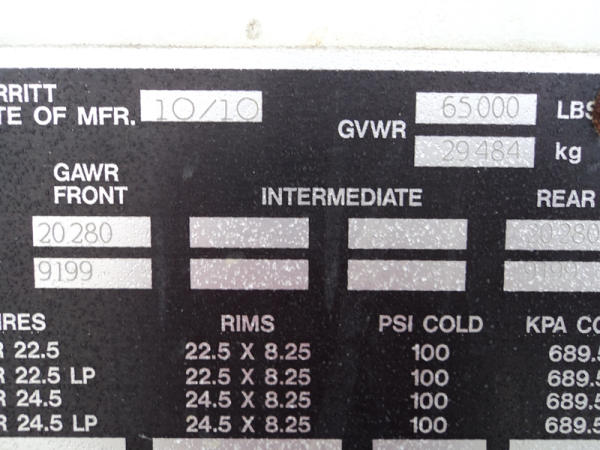 RRITT
TE OF MFR. 10/10
GVWR 65000 LBS
29484 kg
GAWR
FRONT INTERMEDIATE REAR
20280 20280
9199 9199
IRES RIMS PSI COLD KPA CO
R 22.5 22.5 X 8.25 100 689.5
R 22.5 LP 22.5 X 8.25 100 689.5
R 24.5 24.5 X 8.25 100 689.5
R 24.5 LP 24.5 X 8.25 100 689.5